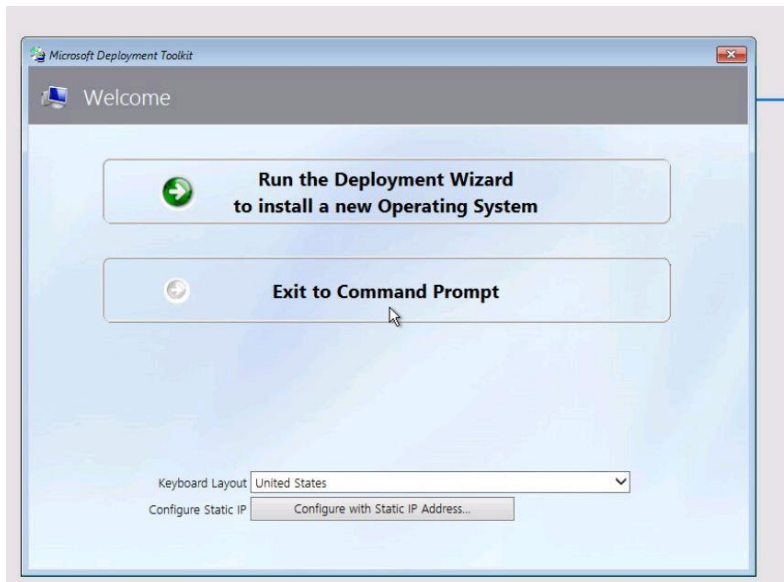 Microsoft Deployment Toolkit
Welcome
Run the Deployment Wizard
to install a new Operating System
Exit to Command Prompt
Keyboard Layout United States
Configure Static IP Configure with Static IP Address...